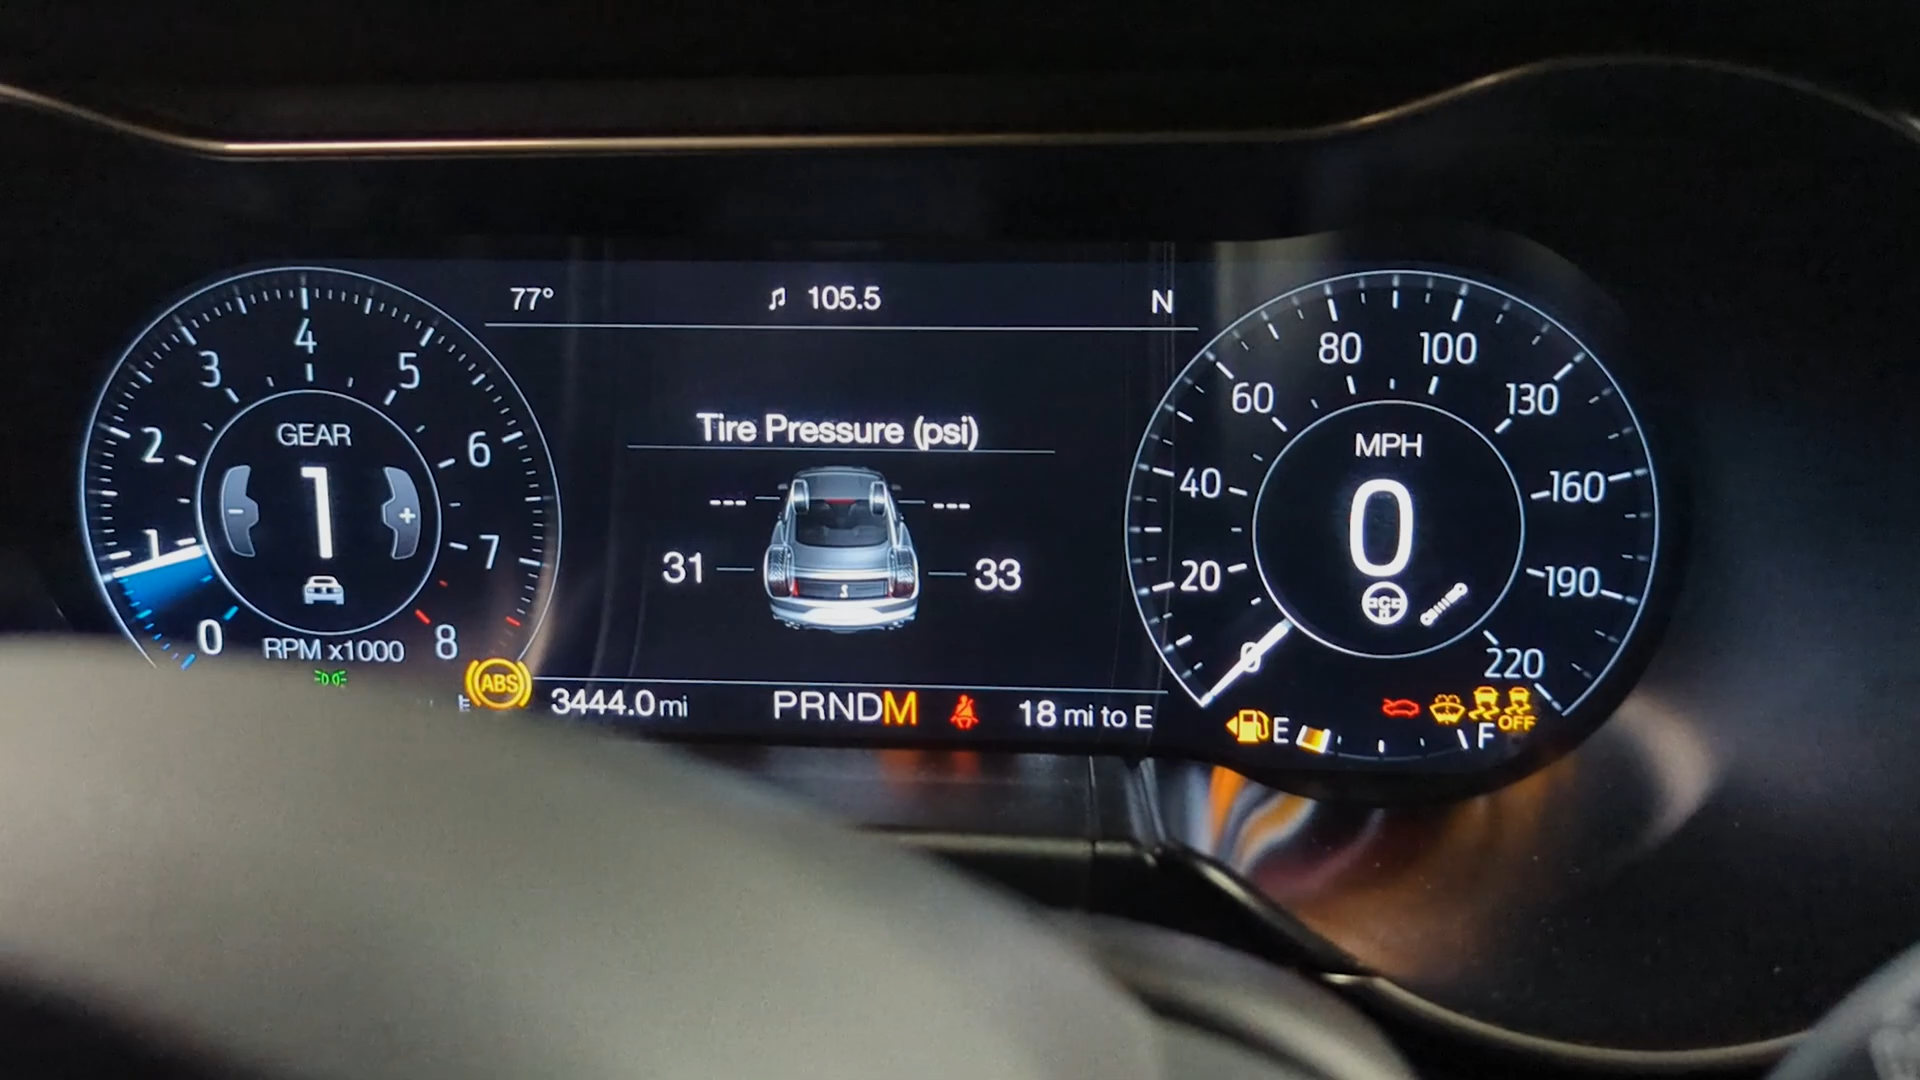 77° 105.5 N
4
3 5
2 6
1 7
0 8
GEAR
- 1 +
RPM x1000
Tire Pressure (psi)
--- ---
31 33
80 100
60 130
40 160
20 190
0 220
MPH
0
ABS
E
3444.0 mi PRNDM 18 mi to E
E F
OFF